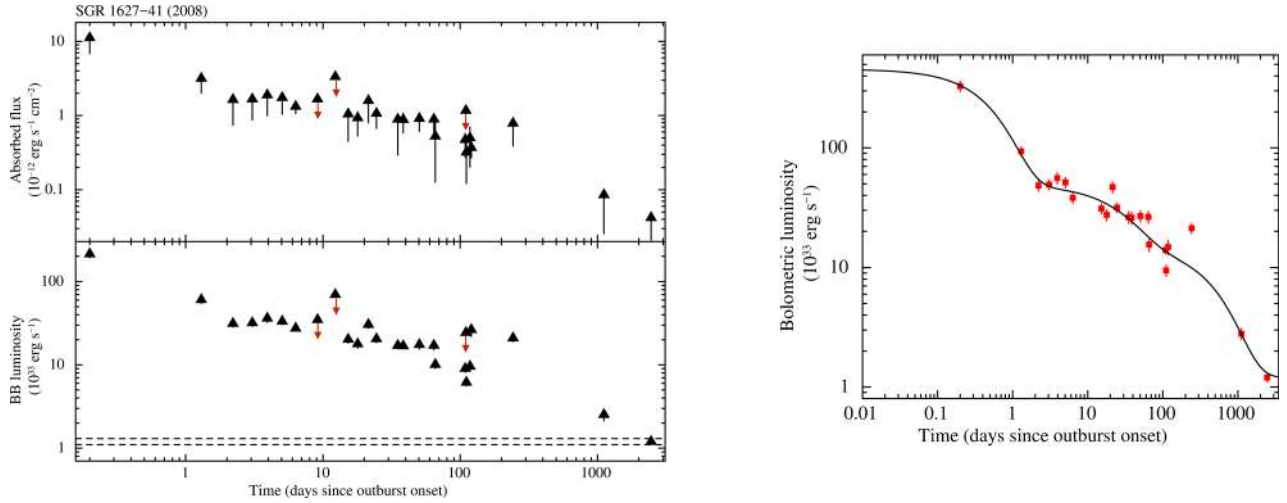 SGR 1627−41 (2008)
Absorbed flux
(10−12 erg s−1 cm−2)
10
1
0.1
BB luminosity
(1033 erg s−1)
100
10
1
1 10 100 1000
Time (days since outburst onset)
Bolometric luminosity
(1033 erg s−1)
100
10
1
0.01 0.1 1 10 100 1000
Time (days since outburst onset)